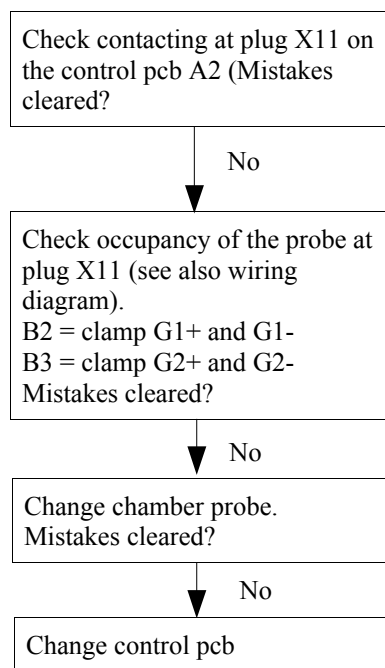 Check contacting at plug X11 on
the control pcb A2 (Mistakes
cleared?
No
Check occupancy of the probe at
plug X11 (see also wiring
diagram).
B2 = clamp G1+ and G1-
B3 = clamp G2+ and G2-
Mistakes cleared?
No
Change chamber probe.
Mistakes cleared?
No
Change control pcb